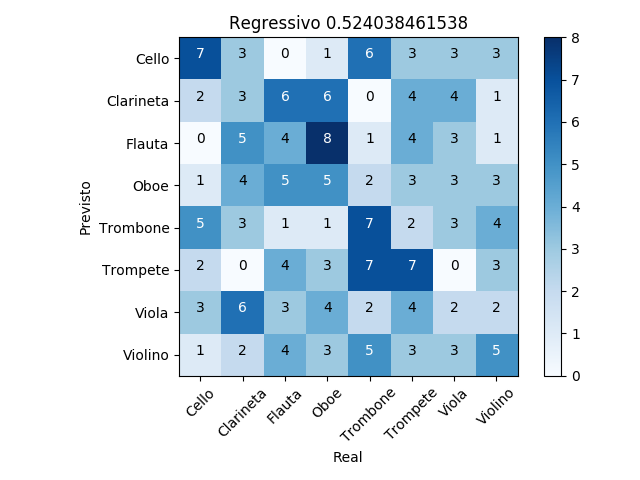 Regressivo 0.524038461538
Previsto
Cello 7 3 0 1 6 3 3 3
Clarineta 2 3 6 6 0 4 4 1
Flauta 0 5 4 8 1 4 3 1
Oboe 1 4 5 5 2 3 3 3
Trombone 5 3 1 1 7 2 3 4
Trompete 2 0 4 3 7 7 0 3
Viola 3 6 3 4 2 4 2 2
Violino 1 2 4 3 5 3 3 5
Cello Clarineta Flauta Oboe Trombone Trompete Viola Violino
Real
8
7
6
5
4
3
2
1
0